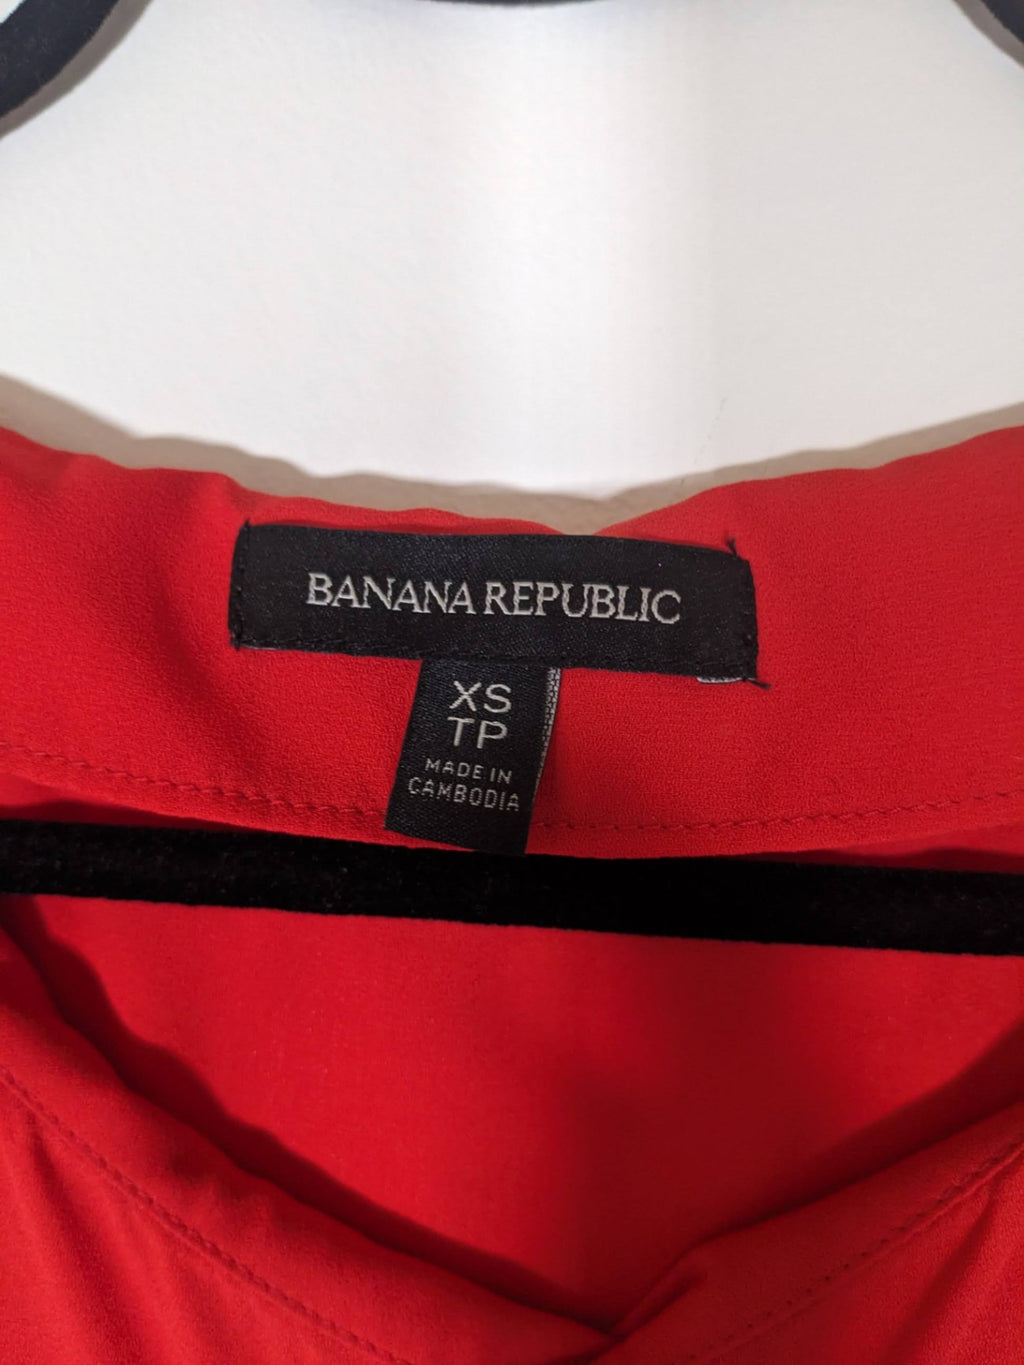 BANANA REPUBLIC
XS
TP
MADE IN
CAMBODIA